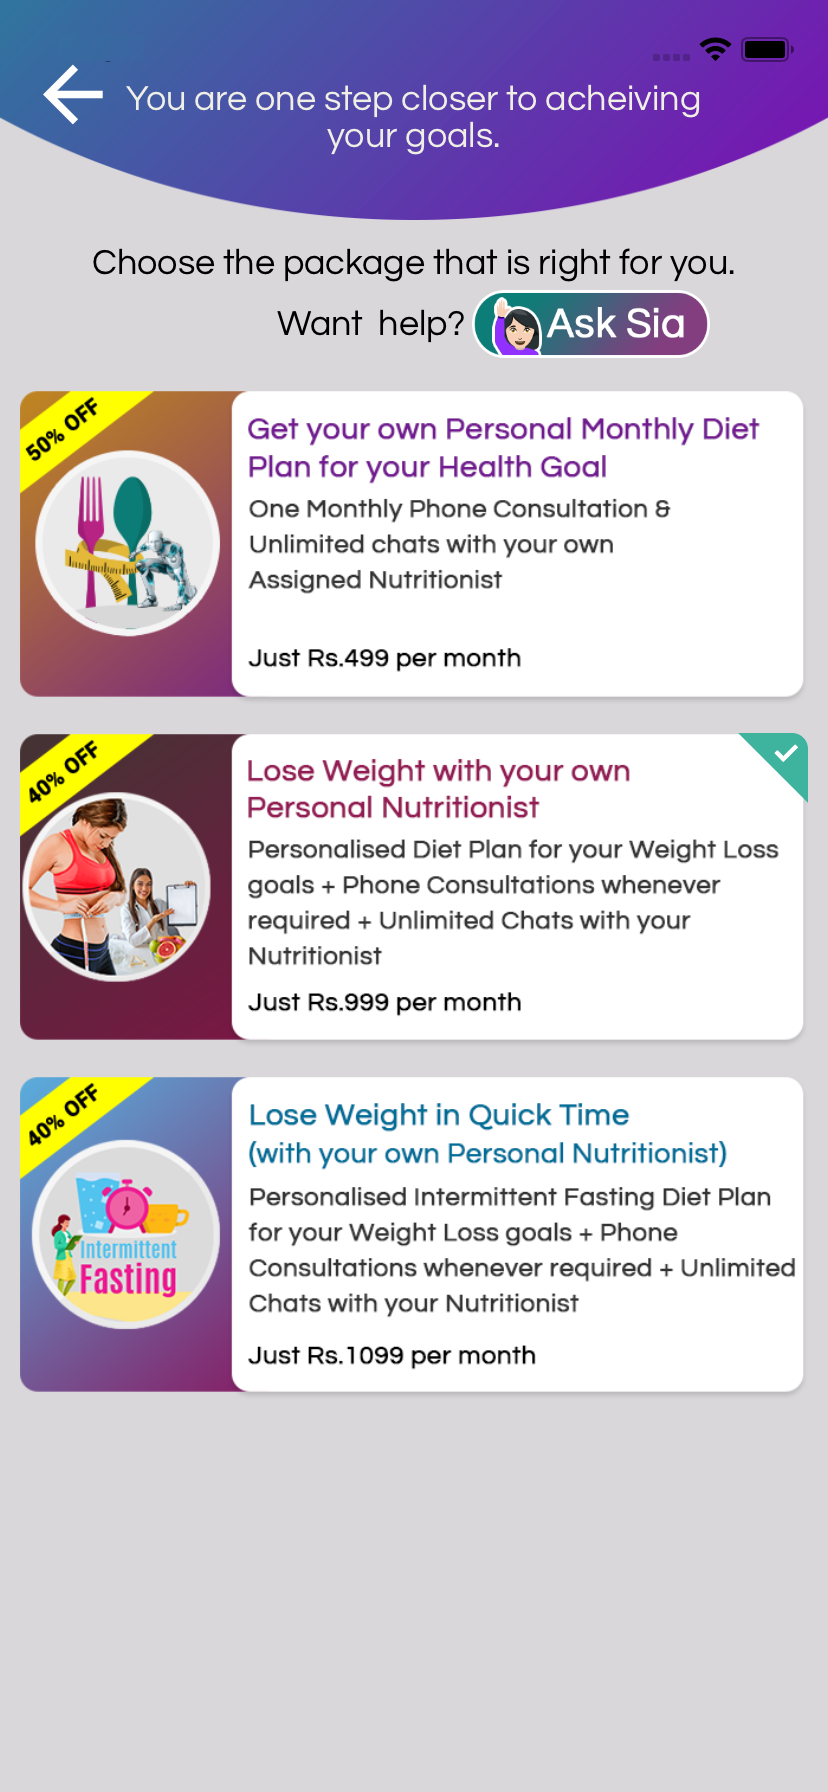 You are one step closer to acheiving
your goals.
Choose the package that is right for you.
Want help? Ask Sia
50% OFF
Get your own Personal Monthly Diet
Plan for your Health Goal
One Monthly Phone Consultation &
Unlimited chats with your own
Assigned Nutritionist
Just Rs.499 per month
40% OFF
Lose Weight with your own
Personal Nutritionist
Personalised Diet Plan for your Weight Loss
goals + Phone Consultations whenever
required + Unlimited Chats with your
Nutritionist
Just Rs.999 per month
40% OFF
Intermittent
Fasting
Lose Weight in Quick Time
(with your own Personal Nutritionist)
Personalised Intermittent Fasting Diet Plan
for your Weight Loss goals + Phone
Consultations whenever required + Unlimited
Chats with your Nutritionist
Just Rs.1099 per month